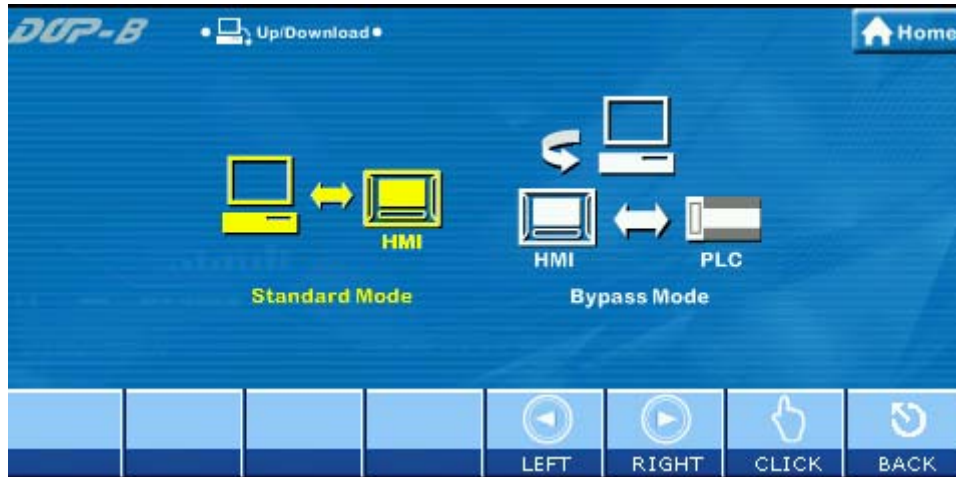 DOP-B
Up/Download
Home
HMI
HMI
PLC
Standard Mode
Bypass Mode
LEFT
RIGHT
CLICK
BACK